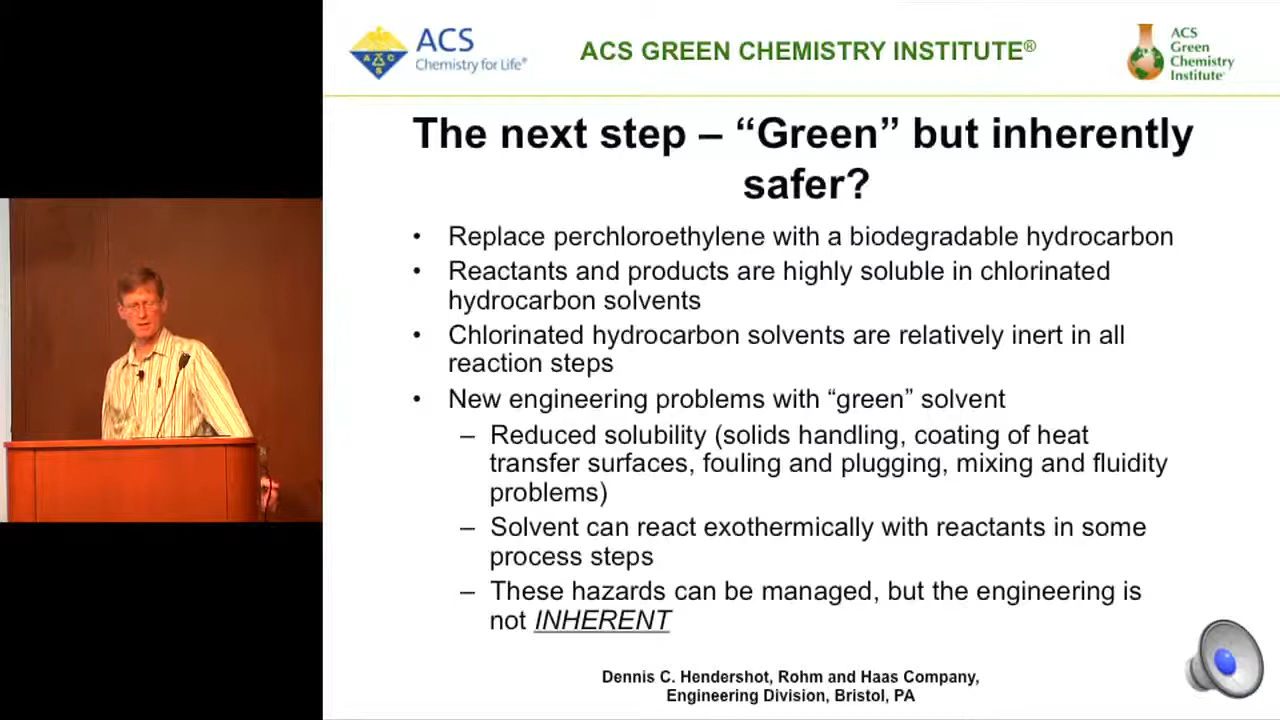 ACS
Chemistry for Life®
A C S
ACS GREEN CHEMISTRY INSTITUTE®
ACS
Green
Chemistry
Institute®
The next step – “Green” but inherently
safer?
• Replace perchloroethylene with a biodegradable hydrocarbon
• Reactants and products are highly soluble in chlorinated
hydrocarbon solvents
• Chlorinated hydrocarbon solvents are relatively inert in all
reaction steps
• New engineering problems with “green” solvent
– Reduced solubility (solids handling, coating of heat
transfer surfaces, fouling and plugging, mixing and fluidity
problems)
– Solvent can react exothermically with reactants in some
process steps
– These hazards can be managed, but the engineering is
not INHERENT
Dennis C. Hendershot, Rohm and Haas Company,
Engineering Division, Bristol, PA